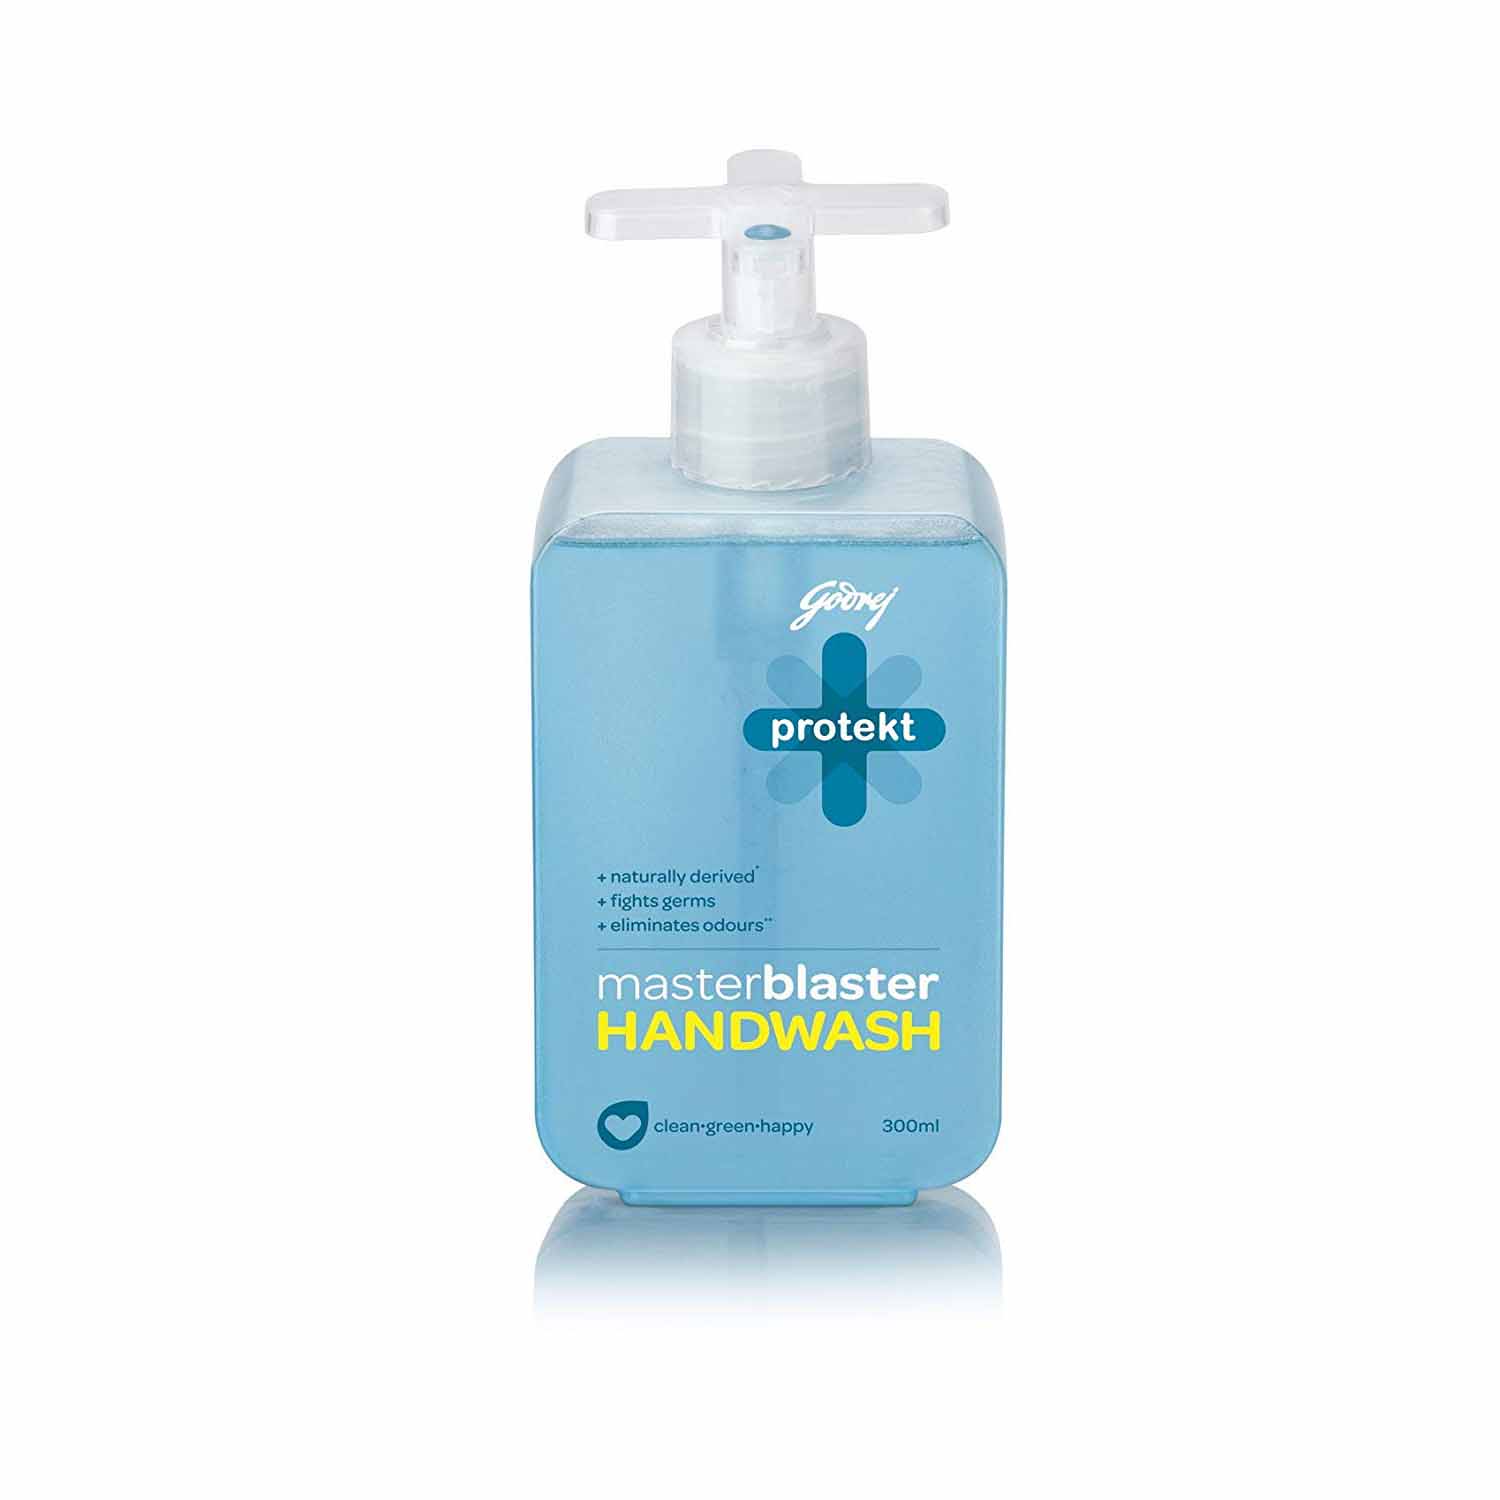 Godrej
protekt
+ naturally derived*
+ fights germs
+ eliminates odours**
masterblaster
HANDWASH
clean•green•happy
300ml